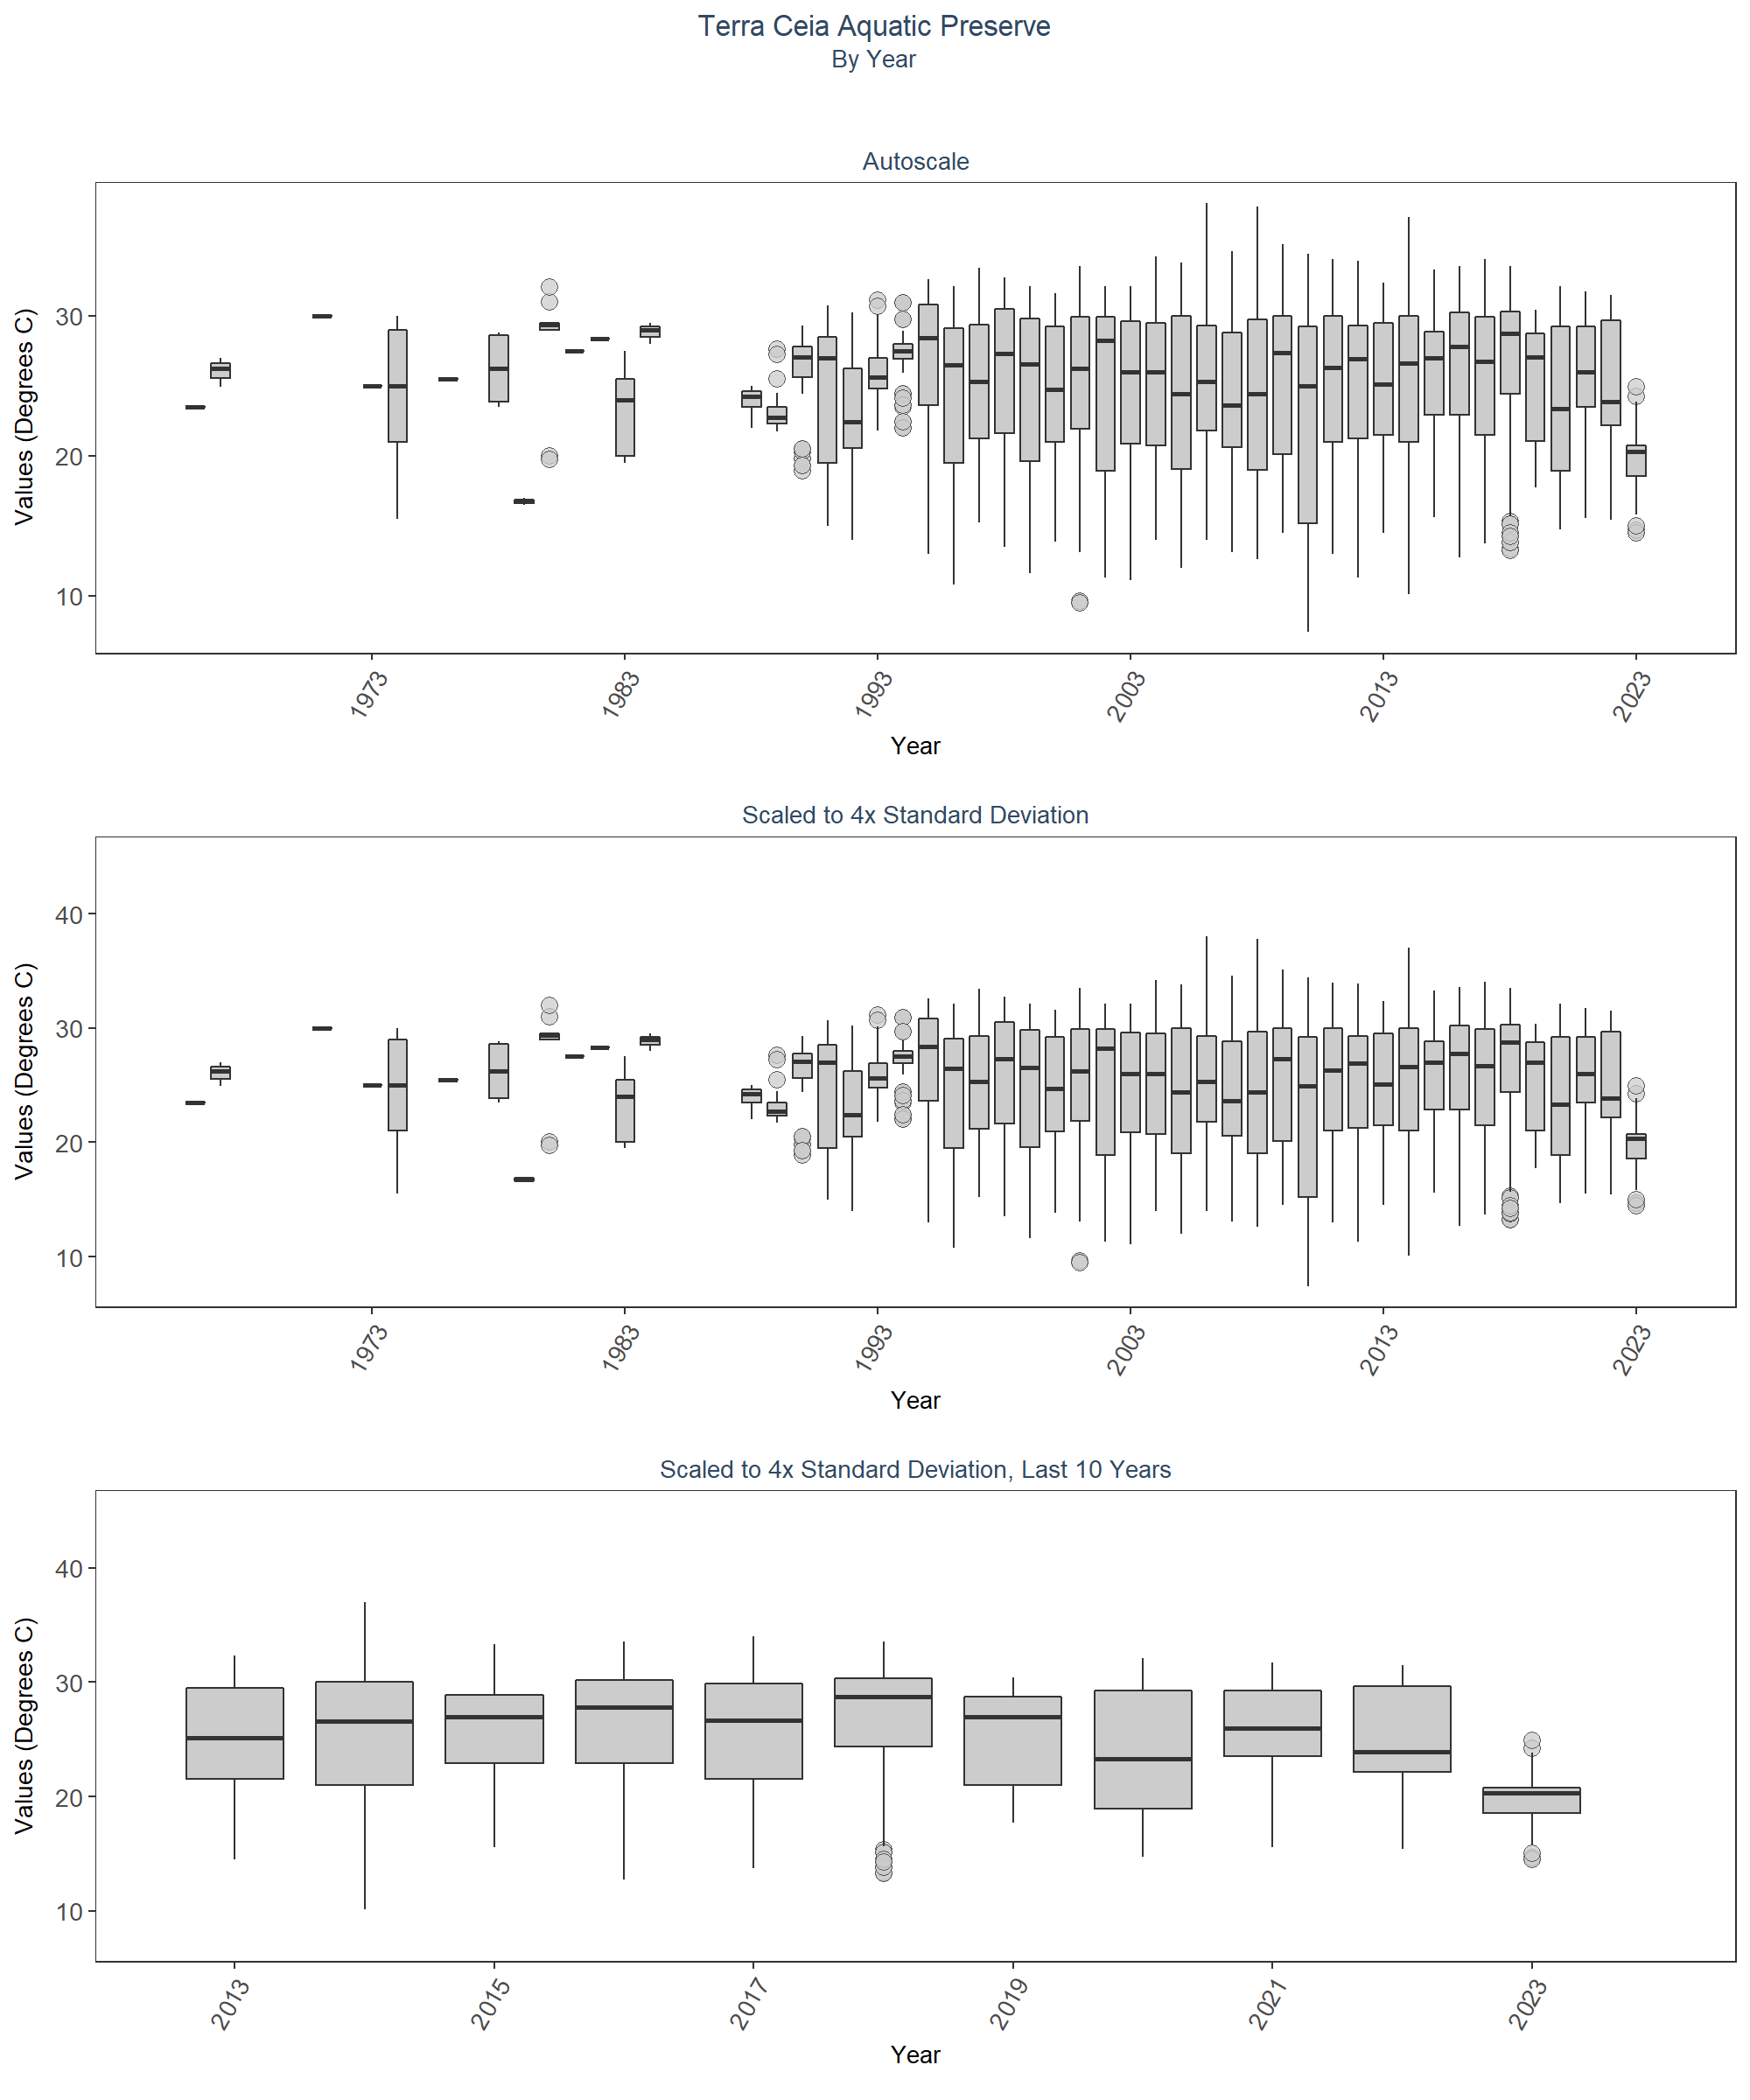 Terra Ceia Aquatic Preserve
By Year
Autoscale
Values (Degrees C)
30
20
10
1973
1983
1993
2003
2013
2023
Year
Scaled to 4x Standard Deviation
Values (Degrees C)
40
30
20
10
1973
1983
1993
2003
2013
2023
Year
Scaled to 4x Standard Deviation, Last 10 Years
Values (Degrees C)
40
30
20
10
2013
2015
2017
2019
2021
2023
Year